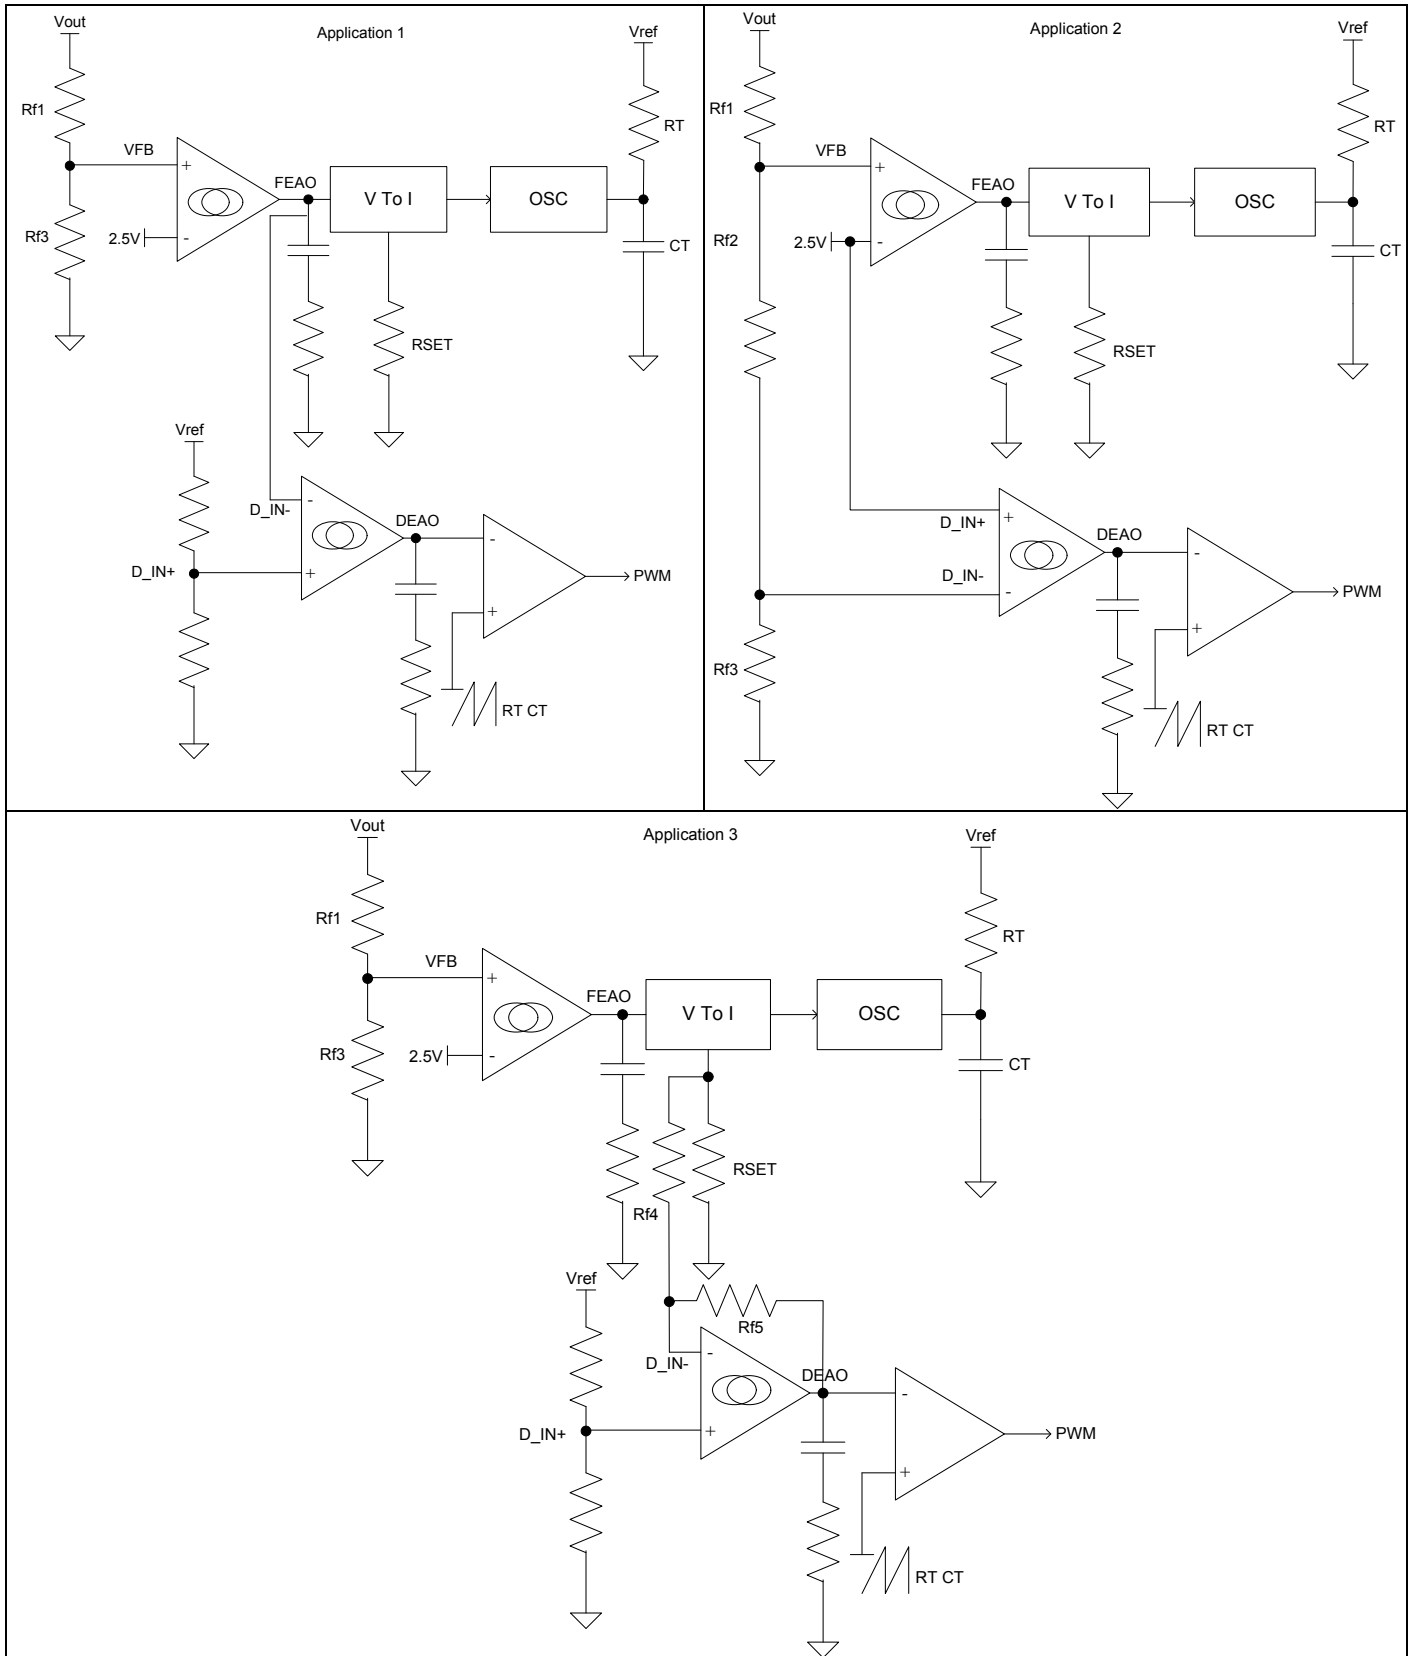 Application 1
Vout
Vref
Rf1
RT
VFB
+
FEAO
V To I
OSC
Rf3
2.5V
-
CT
RSET
Vref
-
D_IN-
DEAO
-
D_IN+
+
PWM
+
RT CT
Application 2
Vout
Vref
Rf1
RT
VFB
+
FEAO
V To I
OSC
Rf2
2.5V
-
CT
RSET
D_IN+
+
DEAO
-
D_IN-
-
PWM
+
Rf3
RT CT
Application 3
Vout
Vref
Rf1
RT
VFB
+
FEAO
V To I
OSC
Rf3
2.5V
-
CT
RSET
Rf4
Vref
Rf5
-
D_IN-
DEAO
-
D_IN+
+
PWM
+
RT CT